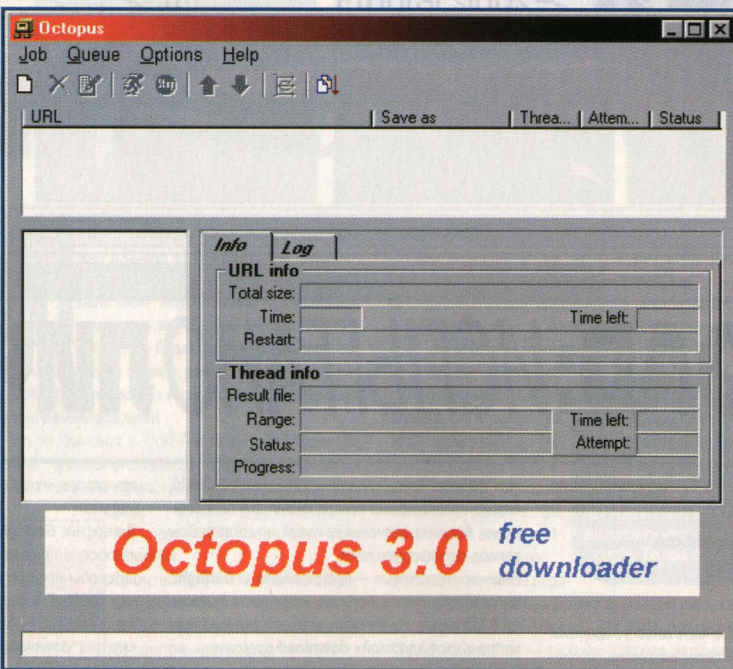 Octopus
Job Queue Options Help
Stop
URL Save as Threa... Attem... Status
Info Log
URL info
Total size:
Time: Time left:
Restart:
Thread info
Result file:
Range: Time left:
Status: Attempt:
Progress:
Octopus 3.0 free
downloader